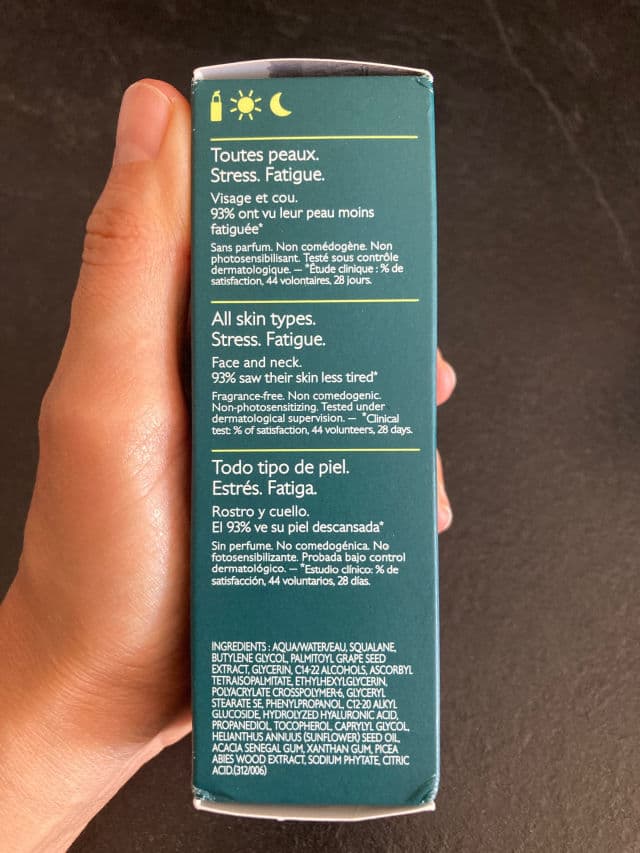 Toutes peaux.
Stress. Fatigue.
Visage et cou.
93% ont vu leur peau moins
fatiguée*
Sans parfum. Non comédogène. Non
photosensibilisant. Testé sous contrôle
dermatologique. — *Étude clinique : % de
satisfaction, 44 volontaires, 28 jours.
All skin types.
Stress. Fatigue.
Face and neck.
93% saw their skin less tired*
Fragrance-free. Non comedogenic.
Non-photosensitizing. Tested under
dermatological supervision. — *Clinical
test: % of satisfaction, 44 volunteers, 28 days.
Todo tipo de piel.
Estrés. Fatiga.
Rostro y cuello.
El 93% ve su piel descansada*
Sin perfume. No comedogénica. No
fotosensibilizante. Probada bajo control
dermatológico. — *Estudio clínico: % de
satisfacción, 44 voluntarios, 28 días.
INGREDIENTS : AQUA/WATER/EAU, SQUALANE,
BUTYLENE GLYCOL, PALMITOYL GRAPE SEED
EXTRACT, GLYCERIN, C14-22 ALCOHOLS, ASCORBYL
TETRAISOPALMITATE, ETHYLHEXYLGLYCERIN,
POLYACRYLATE CROSSPOLYMER-6, GLYCERYL
STEARATE SE, PHENYLPROPANOL, C12-20 ALKYL
GLUCOSIDE, HYDROLYZED HYALURONIC ACID,
PROPANEDIOL, TOCOPHEROL, CAPRYLYL GLYCOL,
HELIANTHUS ANNUUS (SUNFLOWER) SEED OIL,
ACACIA SENEGAL GUM, XANTHAN GUM, PICEA
ABIES WOOD EXTRACT, SODIUM PHYTATE, CITRIC
ACID.(312/006)